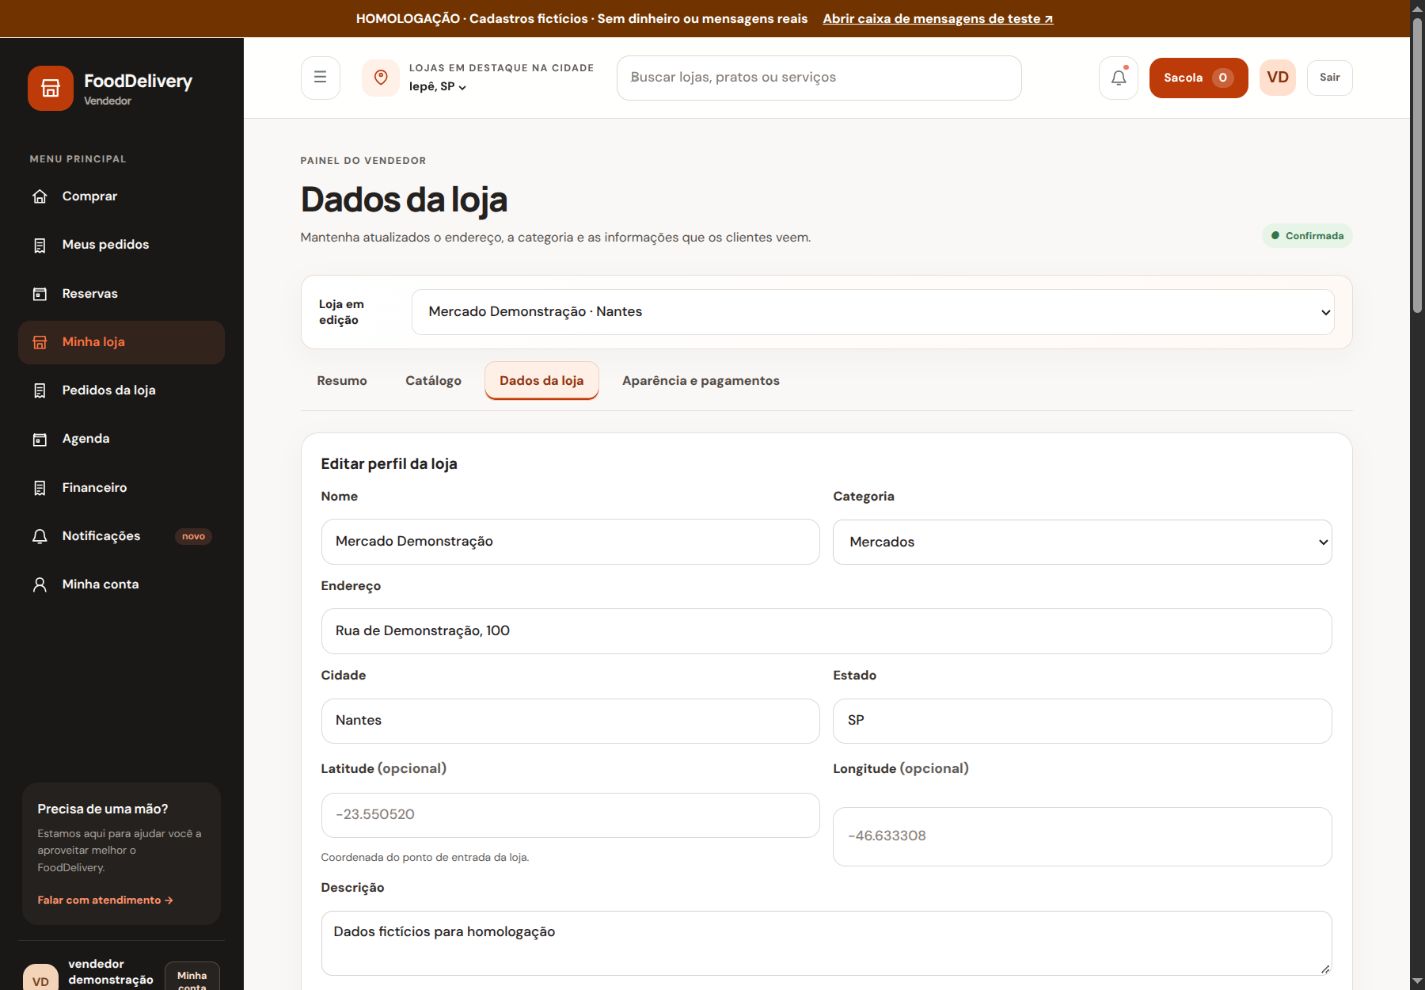 HOMOLOGAÇÃO · Cadastros fictícios · Sem dinheiro ou mensagens reais Abrir caixa de mensagens de teste ↗
FoodDelivery
Vendedor
MENU PRINCIPAL
Comprar
Meus pedidos
Reservas
Minha loja
Pedidos da loja
Agenda
Financeiro
Notificações novo
Minha conta
Precisa de uma mão?
Estamos aqui para ajudar você a
aproveitar melhor o
FoodDelivery.
Falar com atendimento →
VD
vendedor
demonstração
Minha
conta
LOJAS EM DESTAQUE NA CIDADE
Iepê, SP
Buscar lojas, pratos ou serviços
Sacola 0
VD
Sair
PAINEL DO VENDEDOR
Dados da loja
Mantenha atualizados o endereço, a categoria e as informações que os clientes veem.
Confirmada
Loja em
edição
Mercado Demonstração · Nantes
Resumo Catálogo Dados da loja Aparência e pagamentos
Editar perfil da loja
Nome Categoria
Mercado Demonstração Mercados
Endereço
Rua de Demonstração, 100
Cidade Estado
Nantes SP
Latitude (opcional) Longitude (opcional)
-23.550520 -46.633308
Coordenada do ponto de entrada da loja.
Descrição
Dados fictícios para homologação